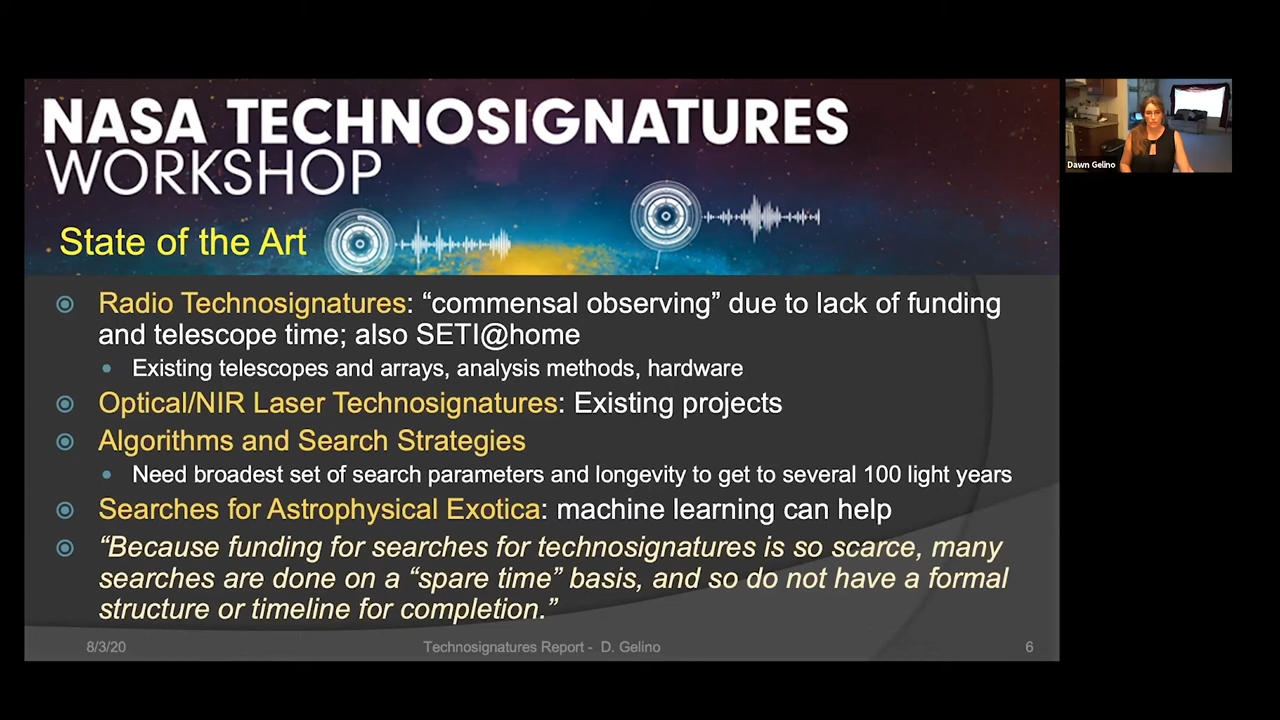 NASA TECHNOSIGNATURES
WORKSHOP
State of the Art
Radio Technosignatures: “commensal observing” due to lack of funding
and telescope time; also SETI@home
Existing telescopes and arrays, analysis methods, hardware
Optical/NIR Laser Technosignatures: Existing projects
Algorithms and Search Strategies
Need broadest set of search parameters and longevity to get to several 100 light years
Searches for Astrophysical Exotica: machine learning can help
“Because funding for searches for technosignatures is so scarce, many
searches are done on a “spare time” basis, and so do not have a formal
structure or timeline for completion.”
8/3/20
Technosignatures Report - D. Gelino
6
Dawn Gelino